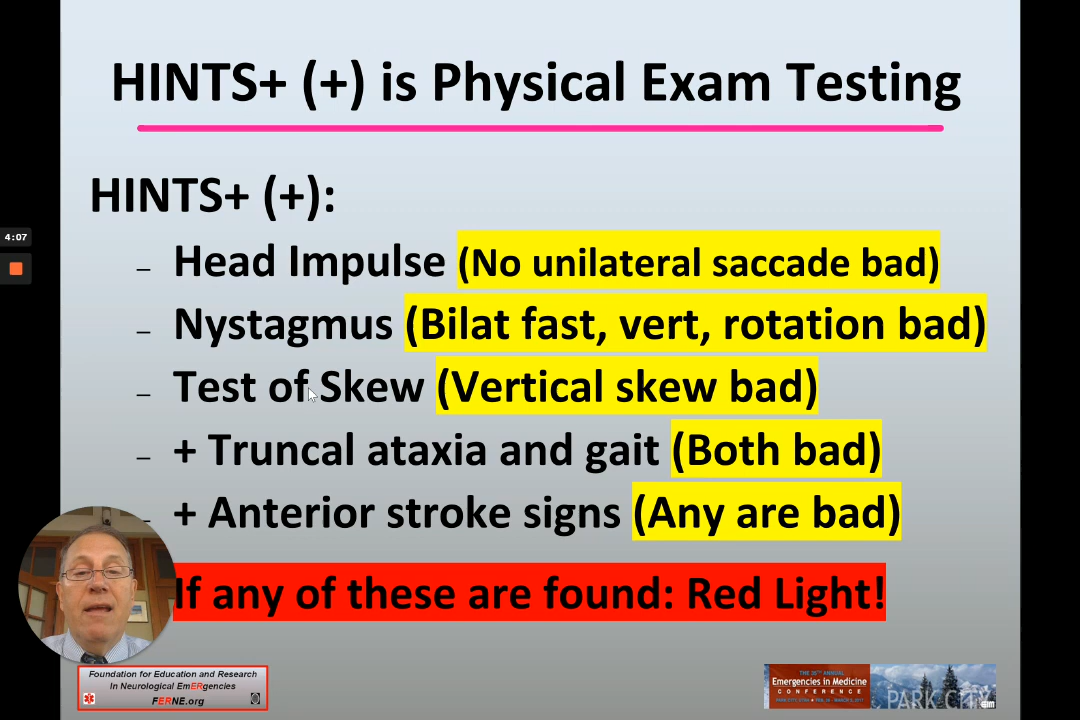 HINTS+ (+) is Physical Exam Testing
HINTS+ (+):
– Head Impulse (No unilateral saccade bad)
4:07
– Nystagmus (Bilat fast, vert, rotation bad)
– Test of Skew (Vertical skew bad)
– + Truncal ataxia and gait (Both bad)
– + Anterior stroke signs (Any are bad)
If any of these are found: Red Light!
Foundation for Education and Research
In Neurological EmERgencies
FERNE.org
Emergencies in Medicine
CONFERENCE
PARK CITY